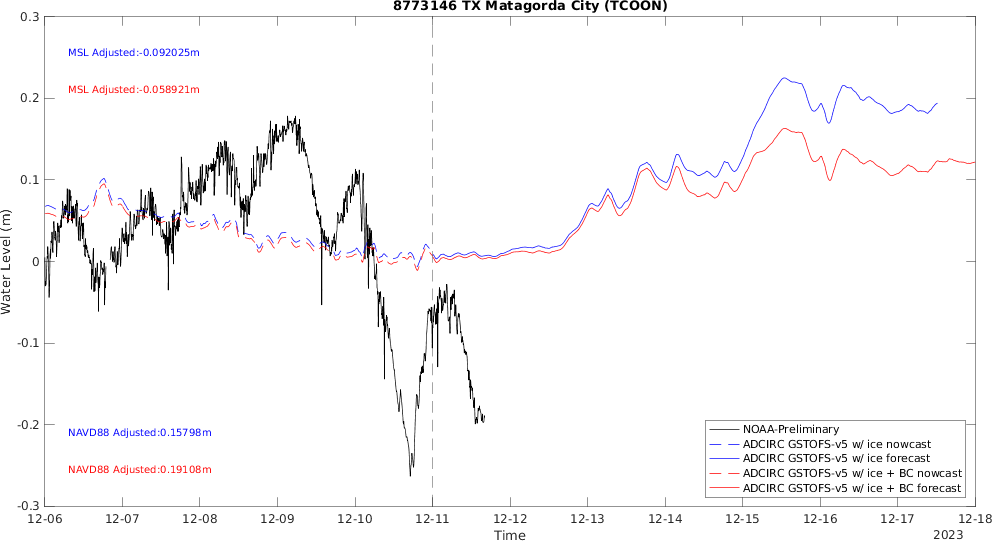 8773146 TX Matagorda City (TCOON)
0.3
0.2
0.1
0
-0.1
-0.2
-0.3
Water Level (m)
MSL Adjusted:-0.092025m
MSL Adjusted:-0.058921m
NAVD88 Adjusted:0.15798m
NAVD88 Adjusted:0.19108m
NOAA-Preliminary
ADCIRC GSTOFS-v5 w/ ice nowcast
ADCIRC GSTOFS-v5 w/ ice forecast
ADCIRC GSTOFS-v5 w/ ice + BC nowcast
ADCIRC GSTOFS-v5 w/ ice + BC forecast
12-06 12-07 12-08 12-09 12-10 12-11 12-12 12-13 12-14 12-15 12-16 12-17 12-18
Time
2023